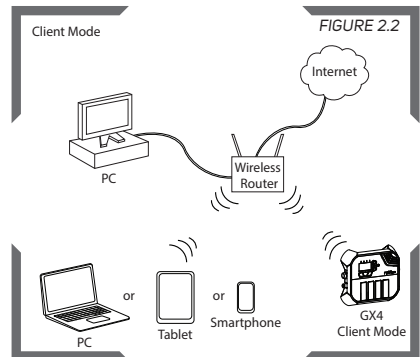 Client Mode
FIGURE 2.2
Internet
PC
Wireless
Router
or
or
PC
Tablet
Smartphone
GX4
Client Mode